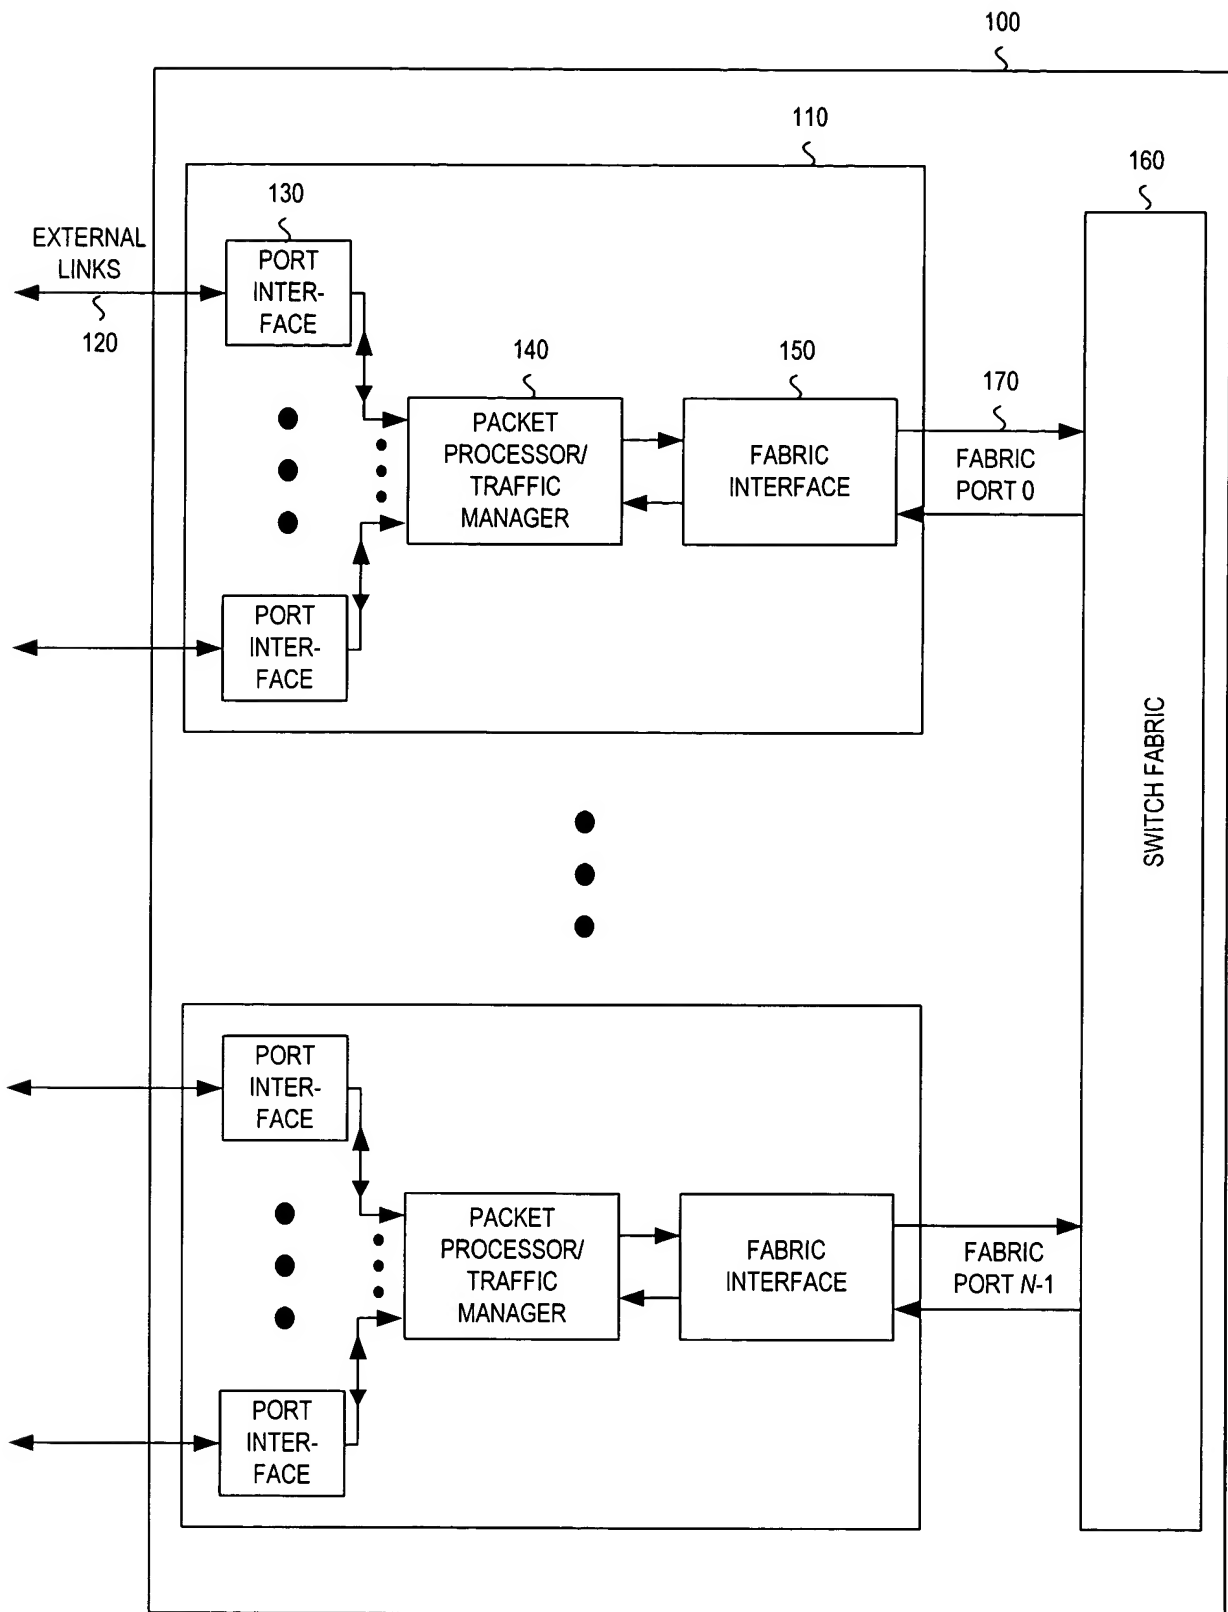 100
110
160
130
EXTERNAL
LINKS
120
PORT
INTER-
FACE
140
150
170
PACKET
PROCESSOR/
TRAFFIC
MANAGER
FABRIC
INTERFACE
FABRIC
PORT 0
PORT
INTER-
FACE
SWITCH FABRIC
PORT
INTER-
FACE
PACKET
PROCESSOR/
TRAFFIC
MANAGER
FABRIC
INTERFACE
FABRIC
PORT N-1
PORT
INTER-
FACE